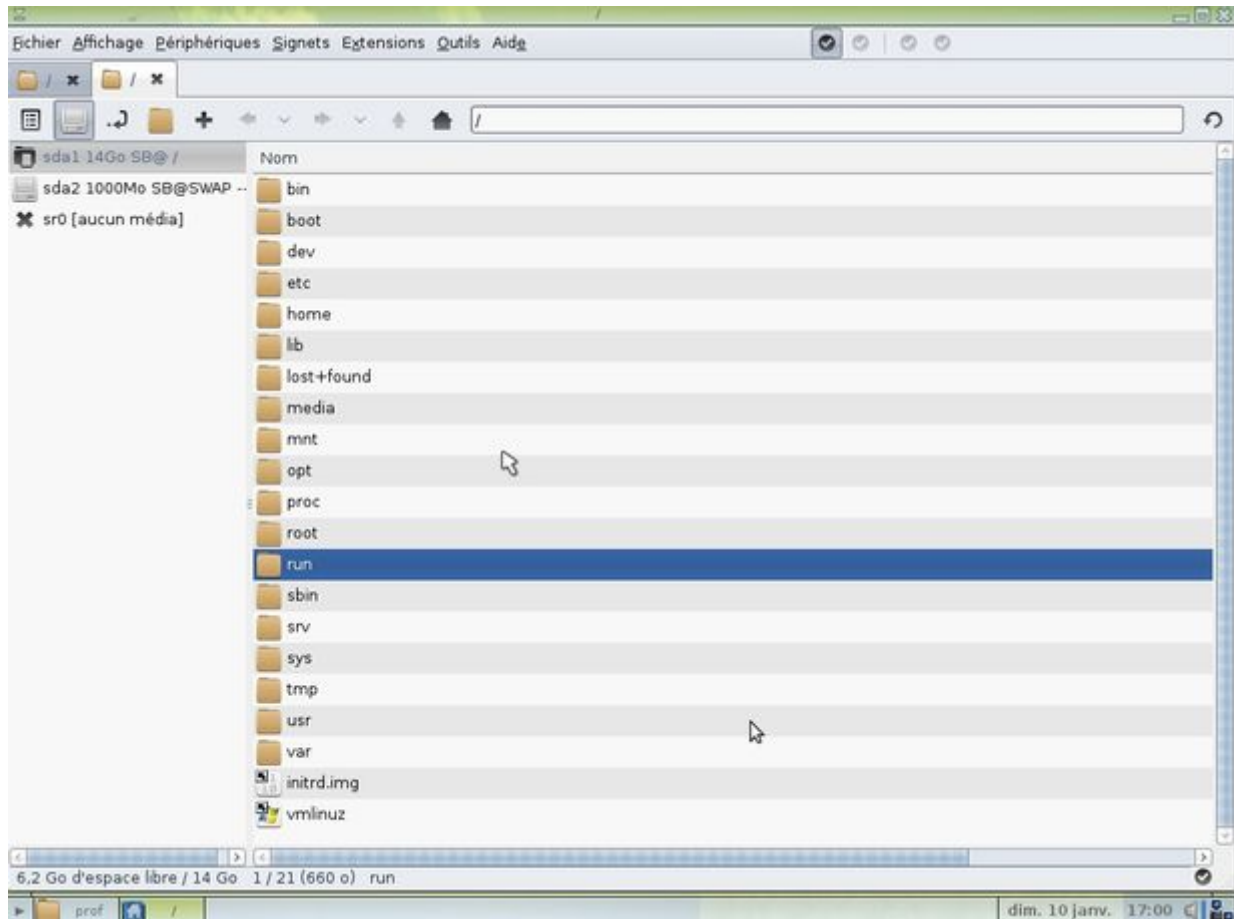 /
Fichier Affichage Périphériques Signets Extensions Outils Aide
/ /
/
sda1 14Go SB@ /
sda2 1000Mo SB@SWAP --
sr0 [aucun média]
Nom
bin
boot
dev
etc
home
lib
lost+found
media
mnt
opt
proc
root
run
sbin
srv
sys
tmp
usr
var
initrd.img
vmlinuz
6,2 Go d'espace libre / 14 Go 1 / 21 (660 o) run
prof / dim. 10 janv. 17:00